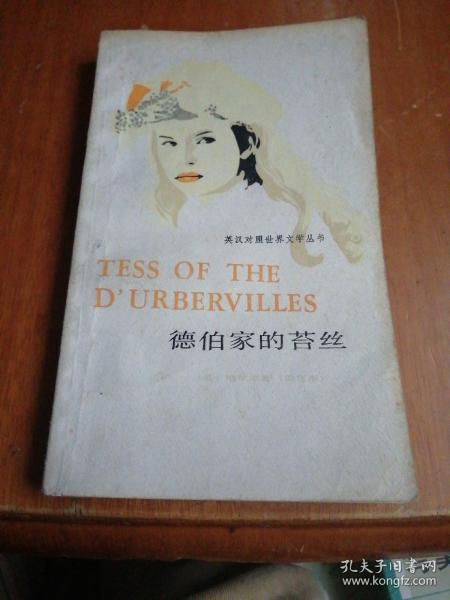 英汉对照世界文学丛书
TESS OF THE
D'URBERVILLES
德伯家的苔丝
孔夫子旧书网
www.kongfz.com